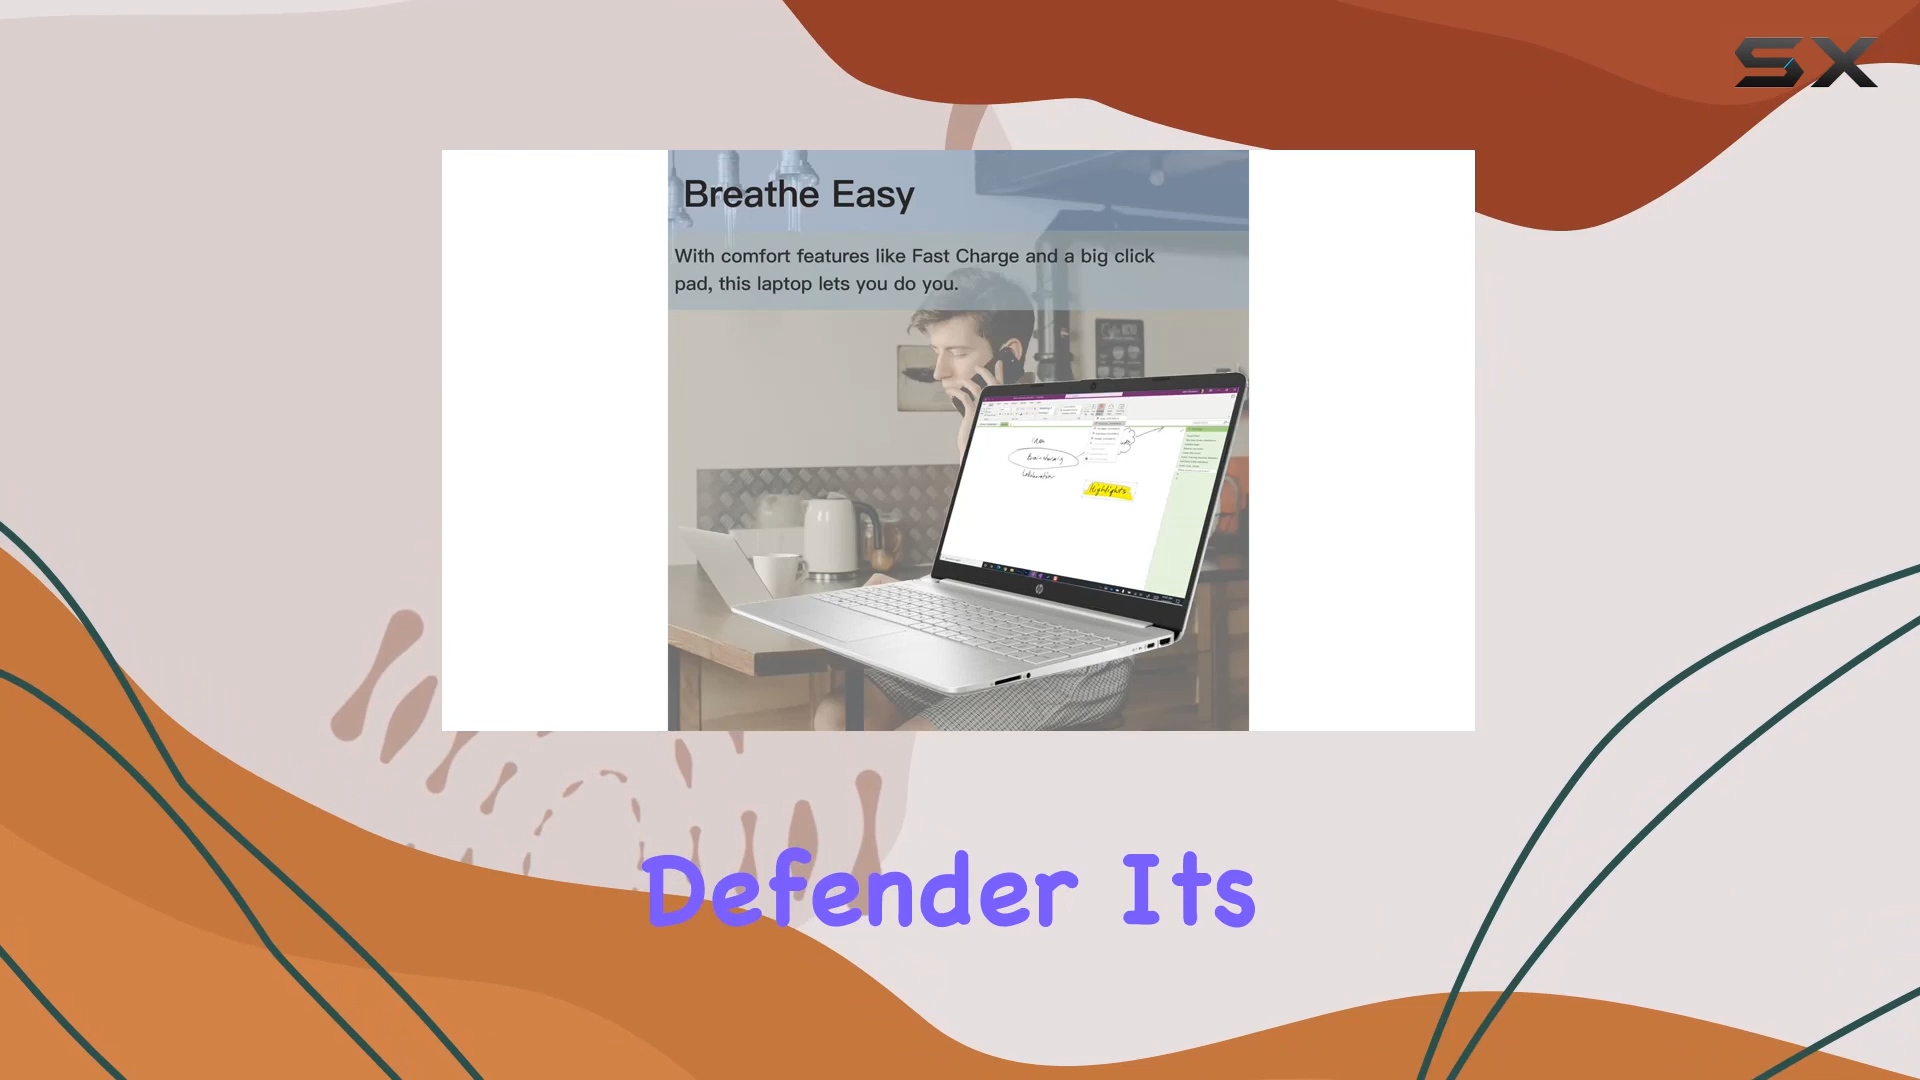 SX
Breathe Easy
With comfort features like Fast Charge and a big click
pad, this laptop lets you do you.
Highlights
Defender Its